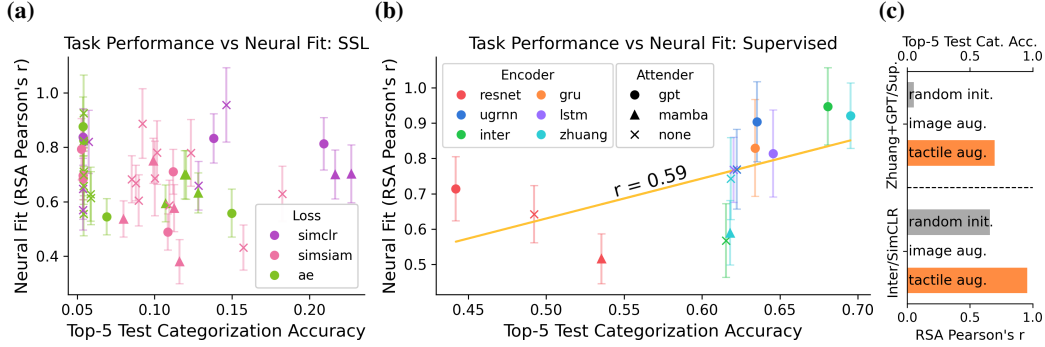 (a)
Task Performance vs Neural Fit: SSL
Neural Fit (RSA Pearson's r)
1.0
0.8
0.6
0.4
0.05
0.10
0.15
0.20
Top-5 Test Categorization Accuracy
Loss
simclr
simsiam
ae
(b)
Task Performance vs Neural Fit: Supervised
Neural Fit (RSA Pearson's r)
1.0
0.9
0.8
0.7
0.6
0.5
0.45
0.50
0.55
0.60
0.65
0.70
Top-5 Test Categorization Accuracy
Encoder
resnet
ugrnn
inter
gru
lstm
zhuang
Attender
gpt
mamba
none
r = 0.59
(c)
Top-5 Test Cat. Acc.
0.0
0.5
1.0
Zhuang+GPT/Sup.
random init.
image aug.
tactile aug.
Inter/SimCLR
random init.
image aug.
tactile aug.
0.0
0.5
1.0
RSA Pearson's r